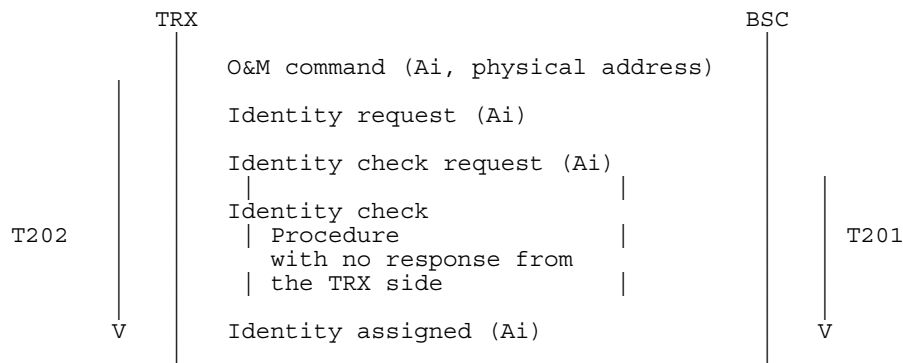 TRX BSC
O&M command (Ai, physical address)
Identity request (Ai)
Identity check request (Ai)
Identity check
T202 Procedure T201
with no response from
the TRX side
V Identity assigned (Ai) V